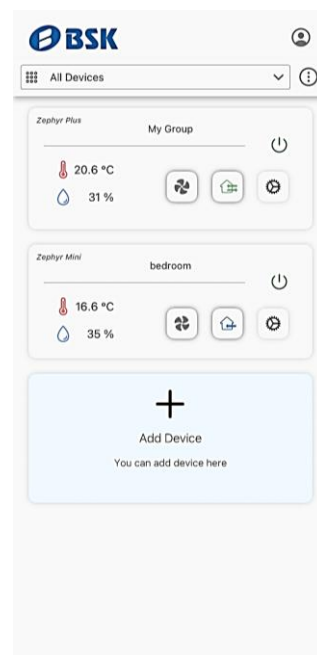 BSK
All Devices
Zephyr Plus
My Group
20.6 °C
31 %
Zephyr Mini
bedroom
16.6 °C
35 %
Add Device
You can add device here